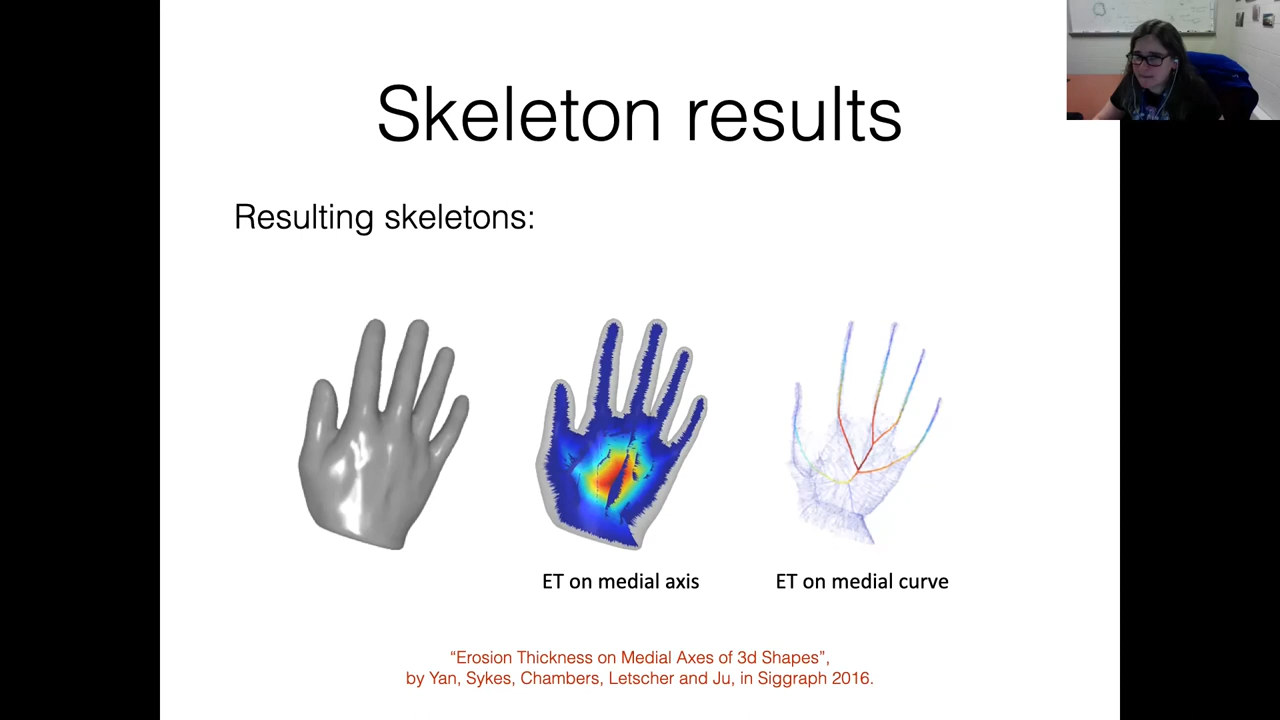 Skeleton results
Resulting skeletons:
ET on medial axis
ET on medial curve
“Erosion Thickness on Medial Axes of 3d Shapes”,
by Yan, Sykes, Chambers, Letscher and Ju, in Siggraph 2016.